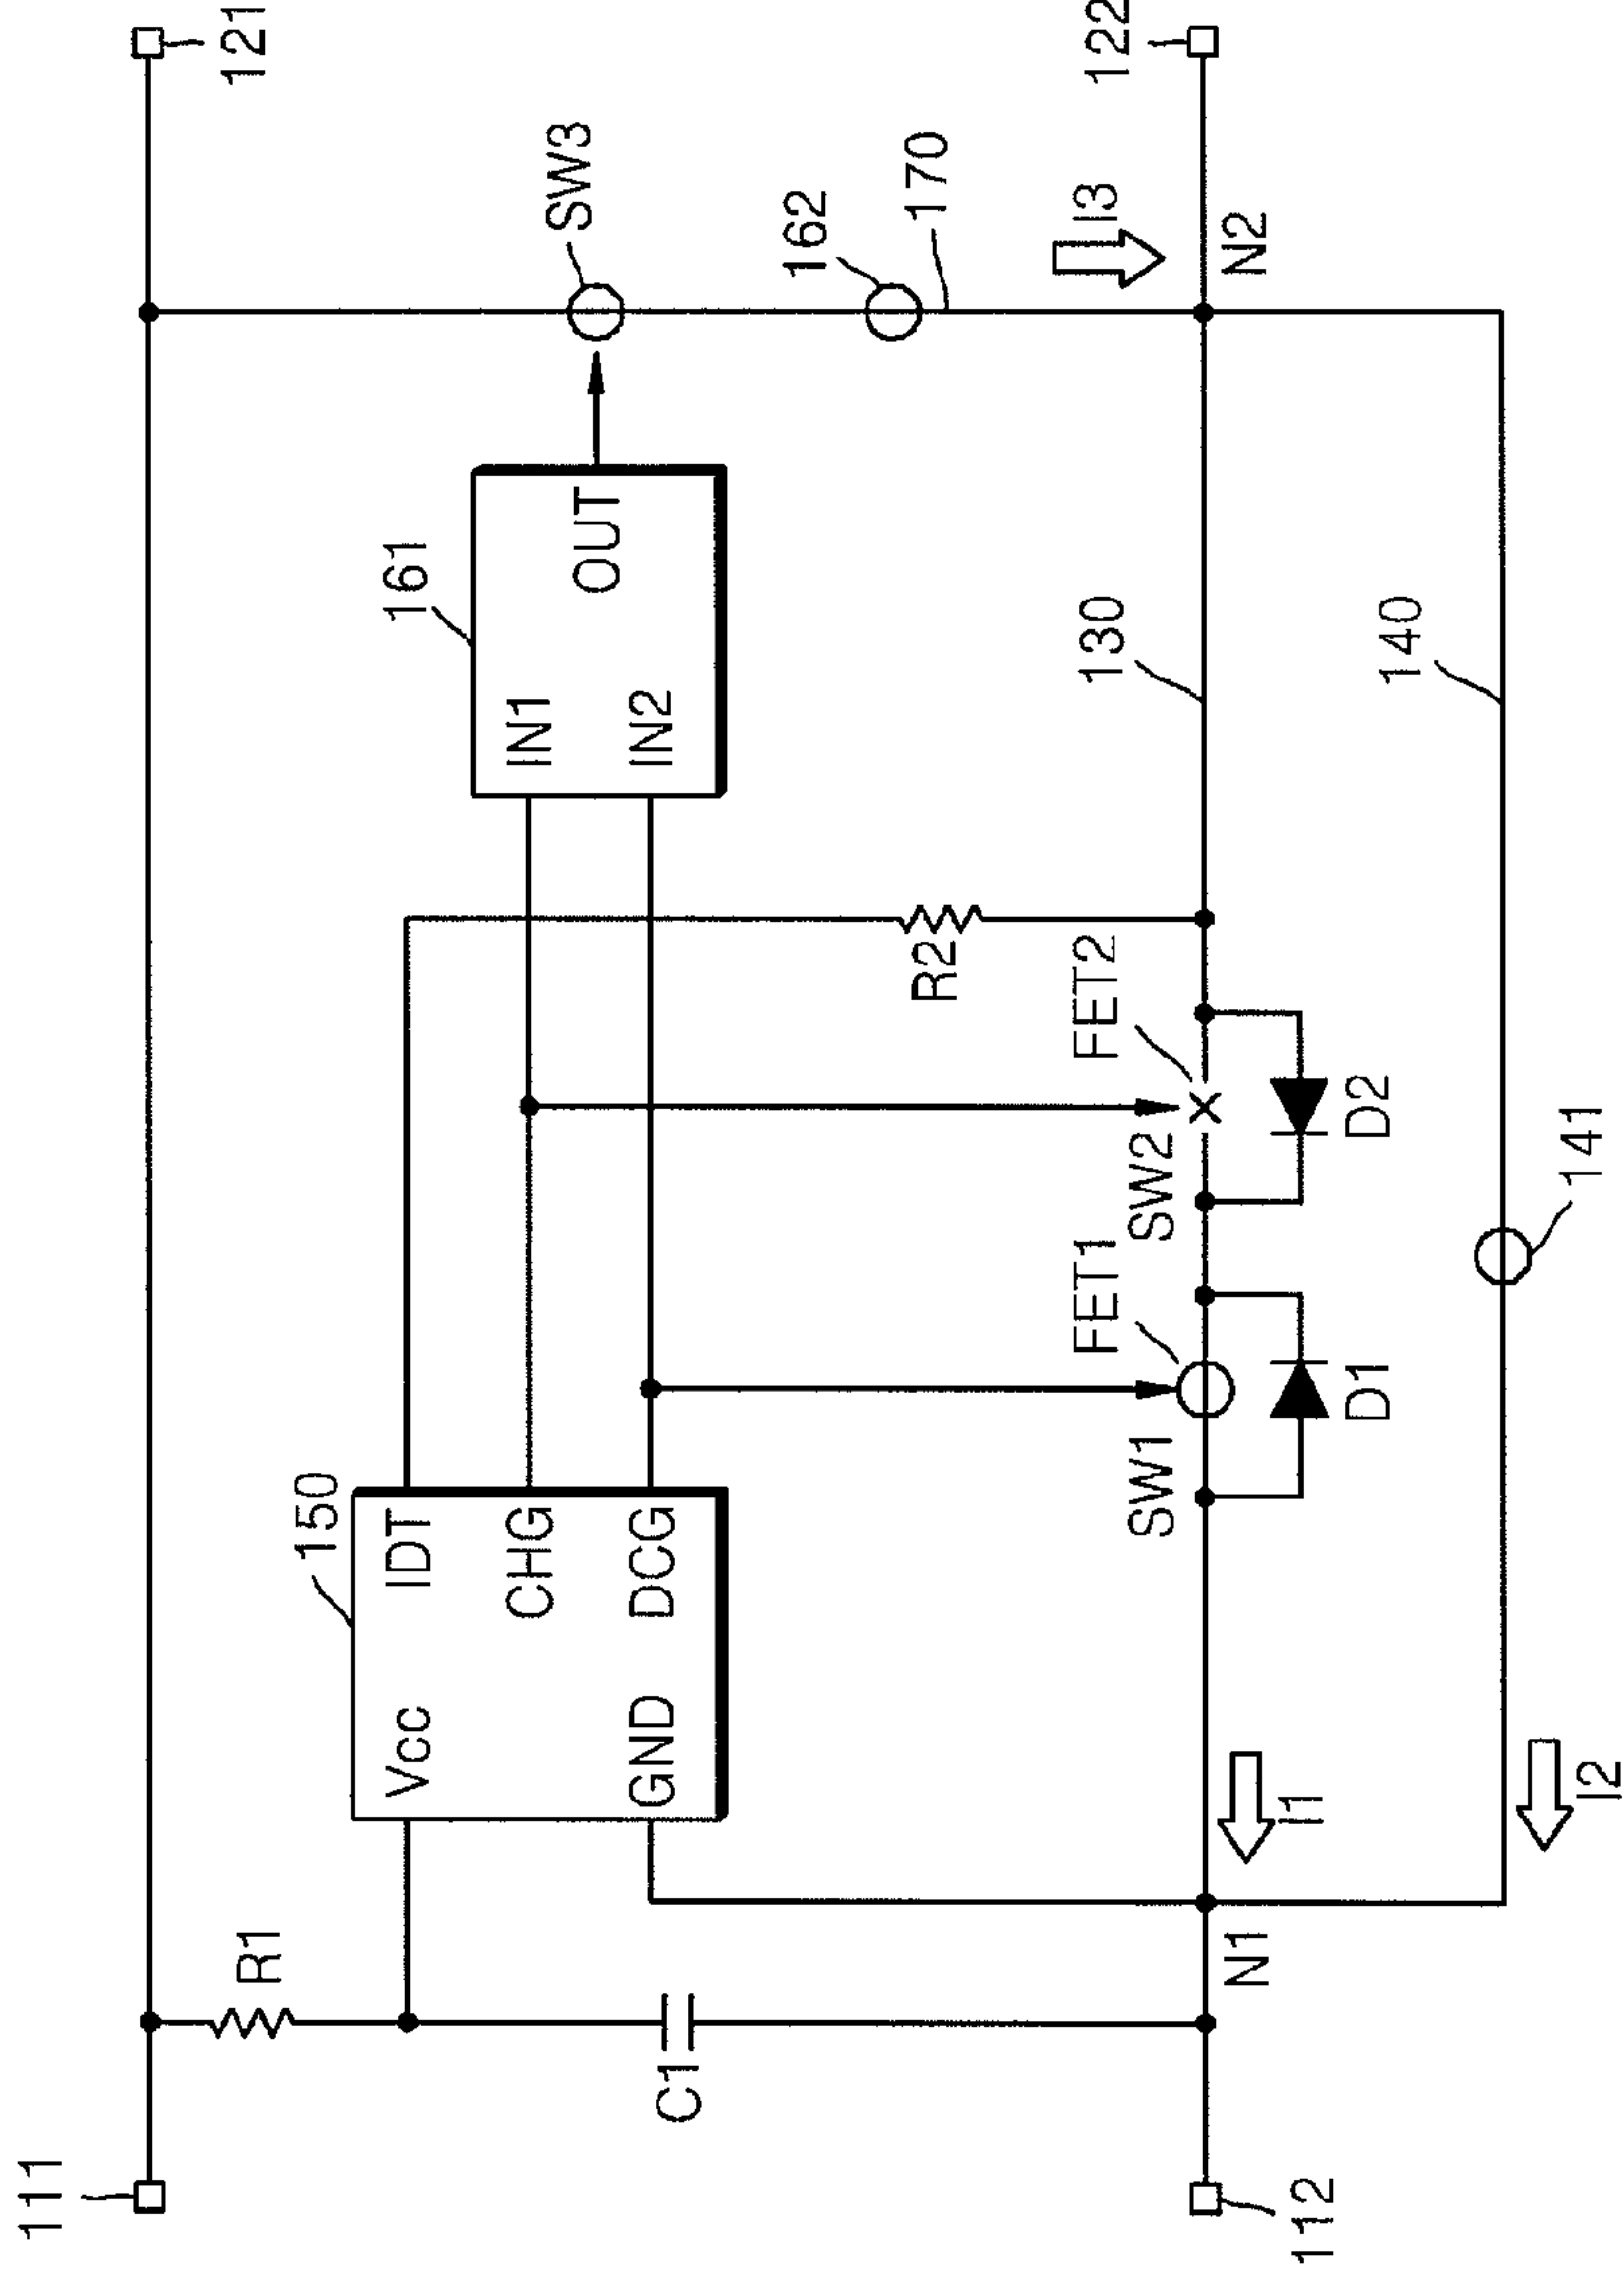 111
121
R1
150
161
SW3
Vcc
IDT
IN1
OUT
CHG
GND
DCG
IN2
162
C1
R2
170
I3
FET1
FET2
130
SW1
SW2
112
N1
I1
N2
122
D1
D2
140
I2
141